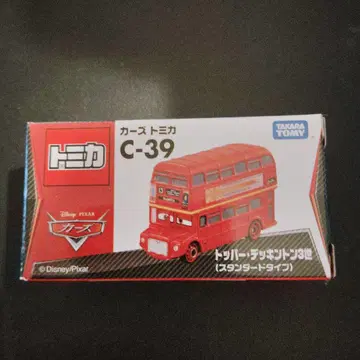 トミカ
カーズ トミカ
C-39
TAKARA
TOMY
DISNEY PIXAR
カーズ
トッパー・デッキントン3世
(スタンダードタイプ)
©Disney/Pixar